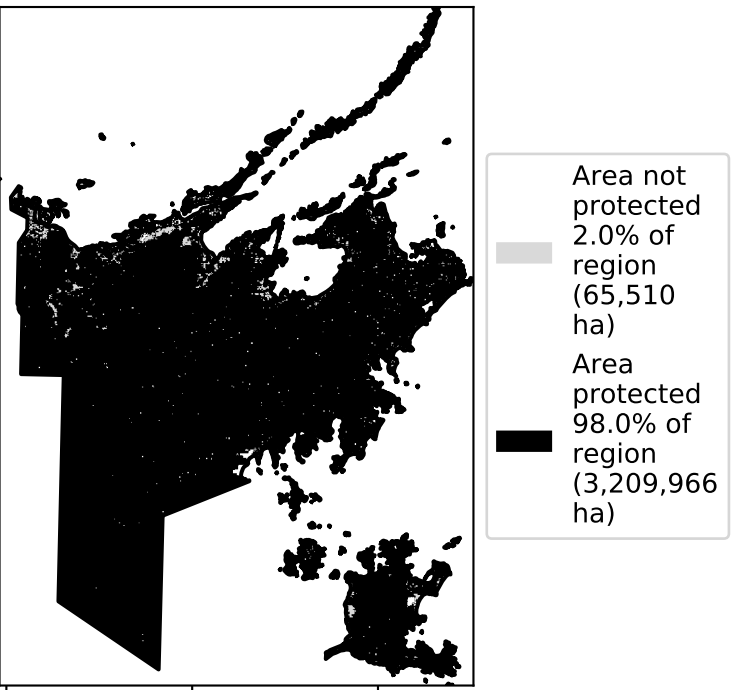 Area not
protected
2.0% of
region
(65,510
ha)
Area
protected
98.0% of
region
(3,209,966
ha)